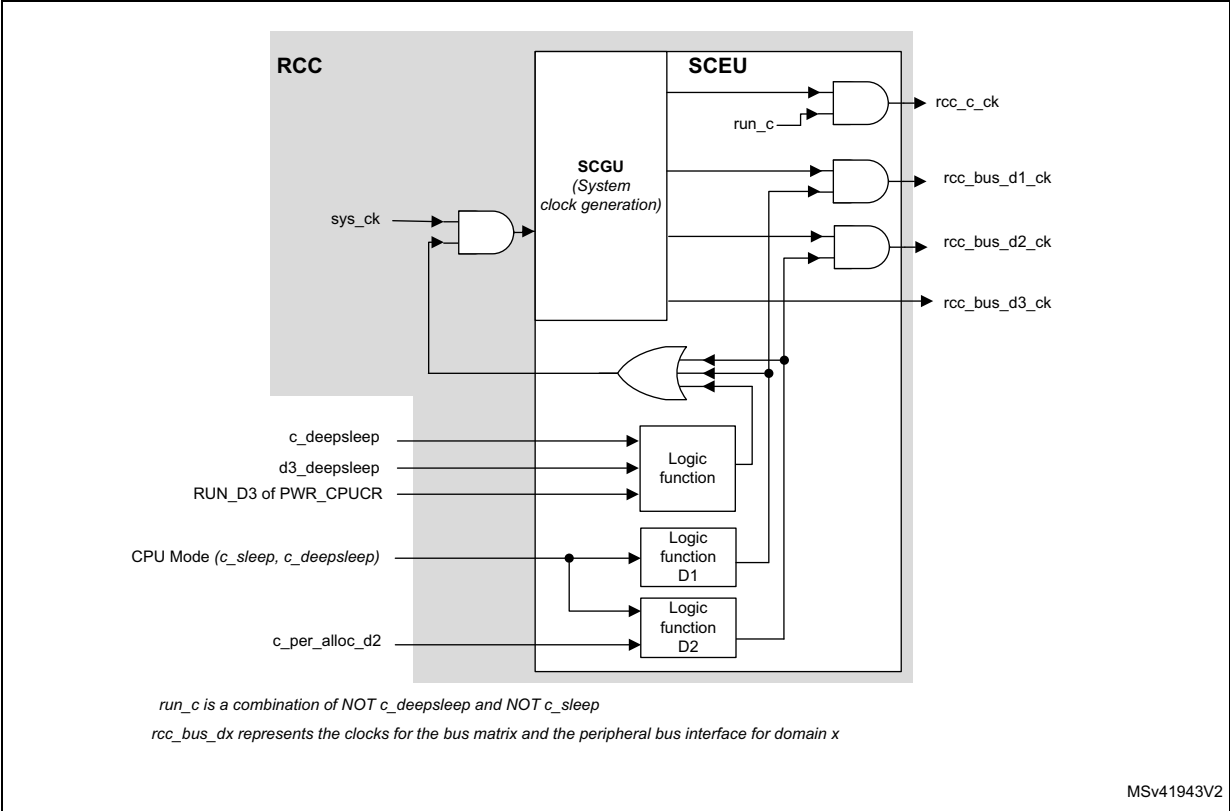 RCC
SCEU
rcc_c_ck
run_c
SCGU
(System
clock generation)
rcc_bus_d1_ck
sys_ck
rcc_bus_d2_ck
rcc_bus_d3_ck
c_deepsleep
d3_deepsleep
RUN_D3 of PWR_CPUCR
Logic
function
CPU Mode (c_sleep, c_deepsleep)
Logic
function
D1
Logic
function
D2
c_per_alloc_d2
run_c is a combination of NOT c_deepsleep and NOT c_sleep
rcc_bus_dx represents the clocks for the bus matrix and the peripheral bus interface for domain x
MSv41943V2